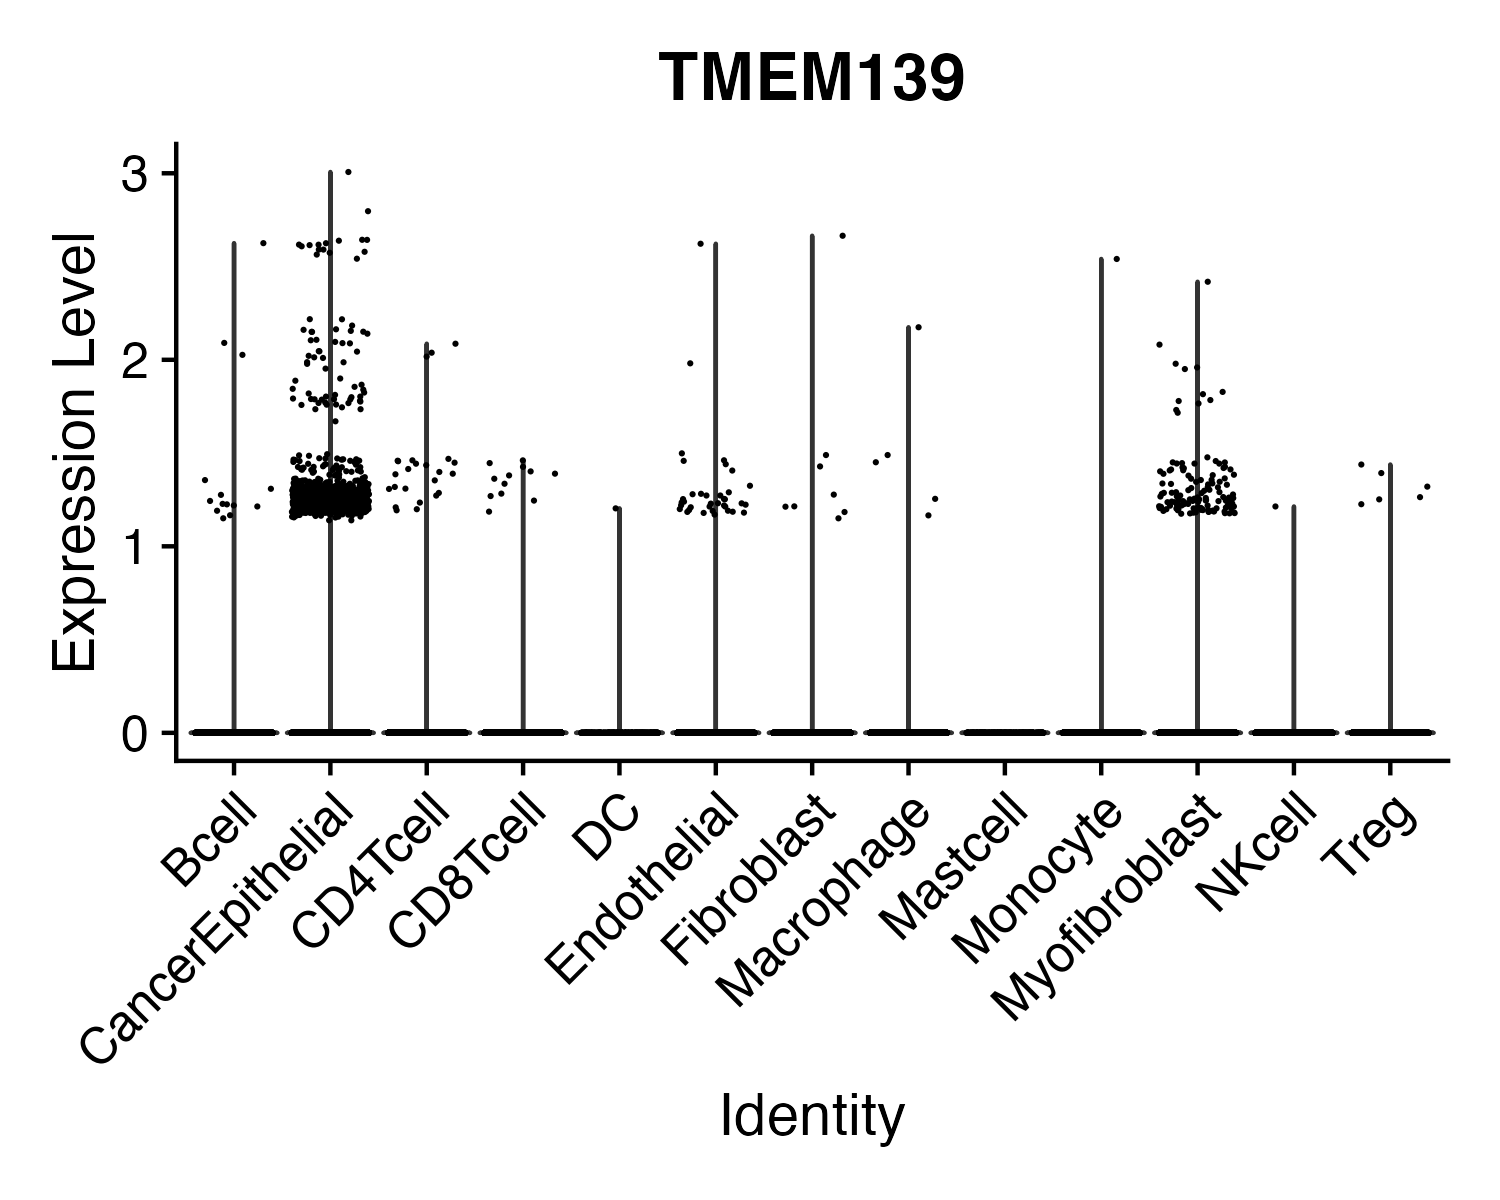 TMEM139
Expression Level
3
2
1
0
Bcell
CancerEpithelial
CD4Tcell
CD8Tcell
DC
Endothelial
Fibroblast
Macrophage
Mastcell
Monocyte
Myofibroblast
NKcell
Treg
Identity